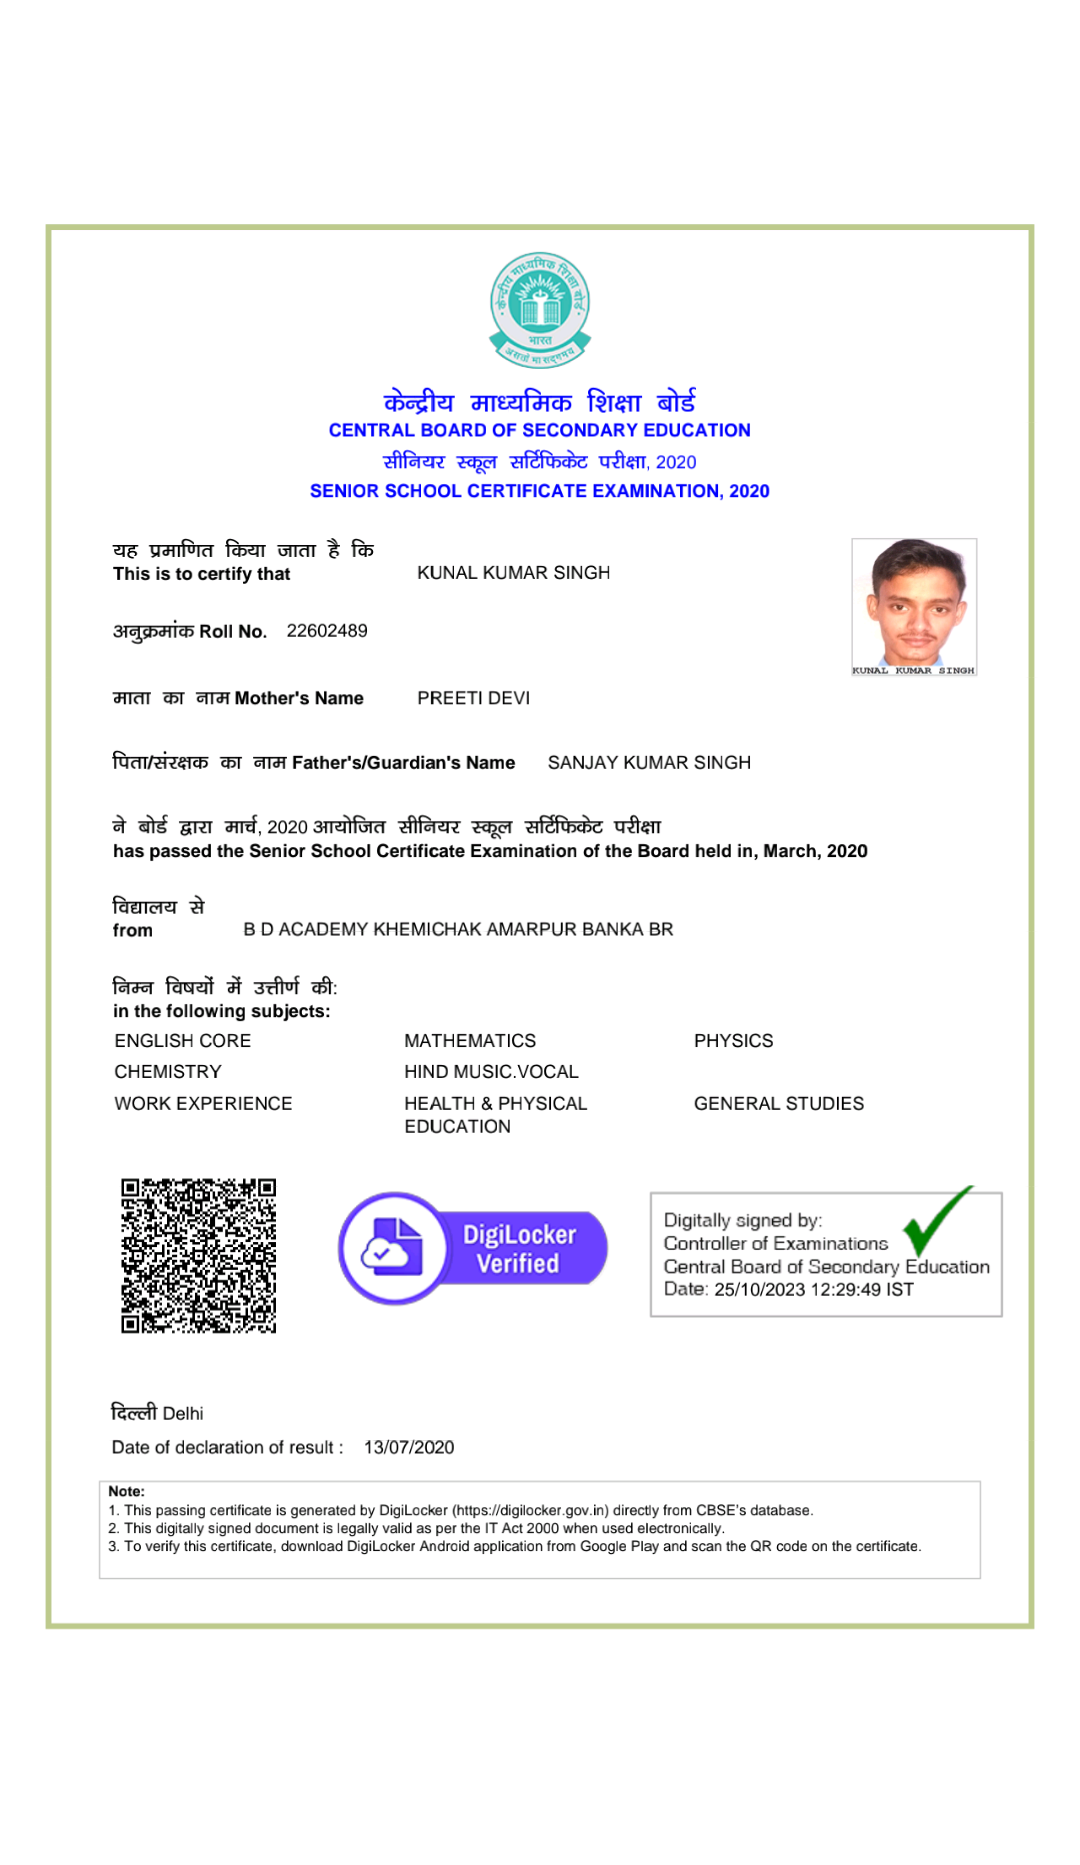 केन्द्रीय माध्यमिक शिक्षा बोर्ड
भारत
असतो मा सद्गमय
केन्द्रीय माध्यमिक शिक्षा बोर्ड
CENTRAL BOARD OF SECONDARY EDUCATION
सीनियर स्कूल सर्टिफिकेट परीक्षा, 2020
SENIOR SCHOOL CERTIFICATE EXAMINATION, 2020
यह प्रमाणित किया जाता है कि
This is to certify that KUNAL KUMAR SINGH
KUNAL KUMAR SINGH
अनुक्रमांक Roll No. 22602489
माता का नाम Mother's Name PREETI DEVI
पिता/संरक्षक का नाम Father's/Guardian's Name SANJAY KUMAR SINGH
ने बोर्ड द्वारा मार्च, 2020 आयोजित सीनियर स्कूल सर्टिफिकेट परीक्षा
has passed the Senior School Certificate Examination of the Board held in, March, 2020
विद्यालय से
from B D ACADEMY KHEMICHAK AMARPUR BANKA BR
निम्न विषयों में उत्तीर्ण की:
in the following subjects:
ENGLISH CORE MATHEMATICS PHYSICS
CHEMISTRY HIND MUSIC.VOCAL
WORK EXPERIENCE HEALTH & PHYSICAL GENERAL STUDIES
EDUCATION
DigiLocker
Verified
Digitally signed by:
Controller of Examinations
Central Board of Secondary Education
Date: 25/10/2023 12:29:49 IST
दिल्ली Delhi
Date of declaration of result : 13/07/2020
Note:
1. This passing certificate is generated by DigiLocker (https://digilocker.gov.in) directly from CBSE's database.
2. This digitally signed document is legally valid as per the IT Act 2000 when used electronically.
3. To verify this certificate, download DigiLocker Android application from Google Play and scan the QR code on the certificate.